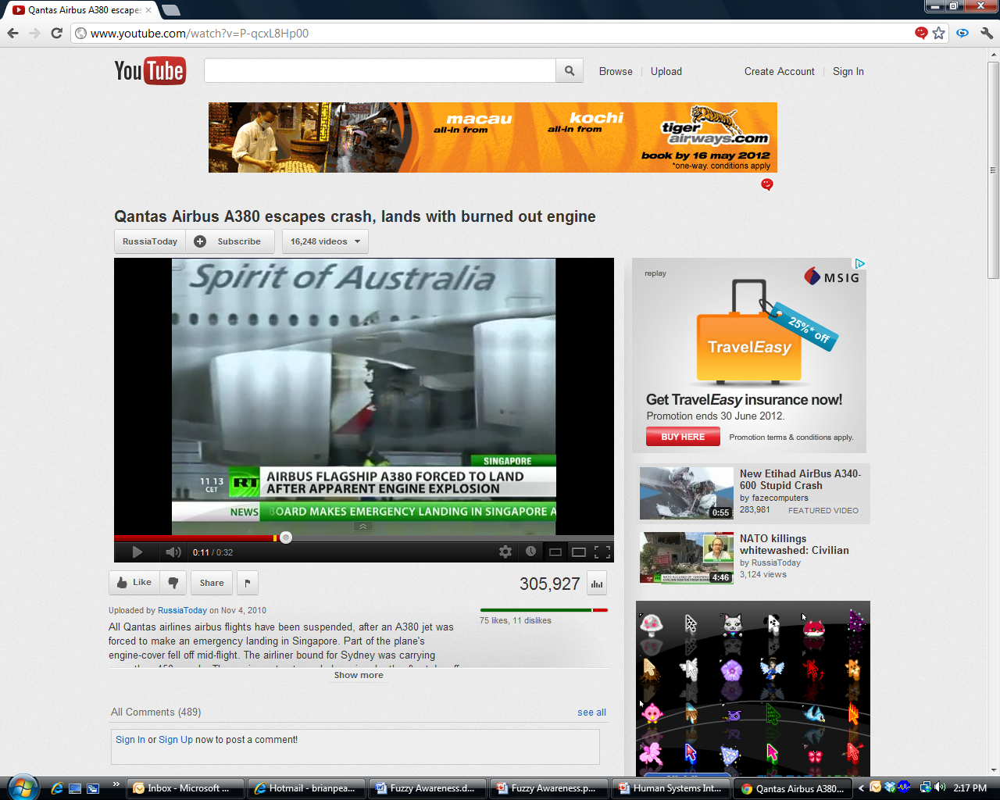 Qantas Airbus A380 escapes
www.youtube.com/watch?v=P-qcxL8Hp00
YouTube
Browse
Upload
Create Account
Sign In
macau
all-in from
kochi
all-in from
tiger
airways.com
book by 16 may 2012
*one-way. conditions apply
Qantas Airbus A380 escapes crash, lands with burned out engine
RussiaToday
Subscribe
16,248 videos
Spirit of Australia
SINGAPORE
11 13
CET
RT
AIRBUS FLAGSHIP A380 FORCED TO LAND
AFTER APPARENT ENGINE EXPLOSION
NEWS
BOARD MAKES EMERGENCY LANDING IN SINGAPORE A
0:11 / 0:32
Like
Share
305,927
Uploaded by RussiaToday on Nov 4, 2010
75 likes, 11 dislikes
All Qantas airlines airbus flights have been suspended, after an A380 jet was
forced to make an emergency landing in Singapore. Part of the plane's
engine-cover fell off mid-flight. The airliner bound for Sydney was carrying
Show more
All Comments (489)
see all
Sign In or Sign Up now to post a comment!
replay
MSIG
25%* off
TravelEasy
Get TravelEasy insurance now!
Promotion ends 30 June 2012.
BUY HERE
Promotion terms & conditions apply.
New Etihad AirBus A340-
600 Stupid Crash
by fazecomputers
283,981
FEATURED VIDEO
0:55
NATO killings
whitewashed: Civilian
by RussiaToday
3,124 views
4:46
Inbox - Microsoft ...
Hotmail - brianpea...
Fuzzy Awareness.d...
Fuzzy Awareness.p...
Human Systems Int...
Qantas Airbus A380...
2:17 PM